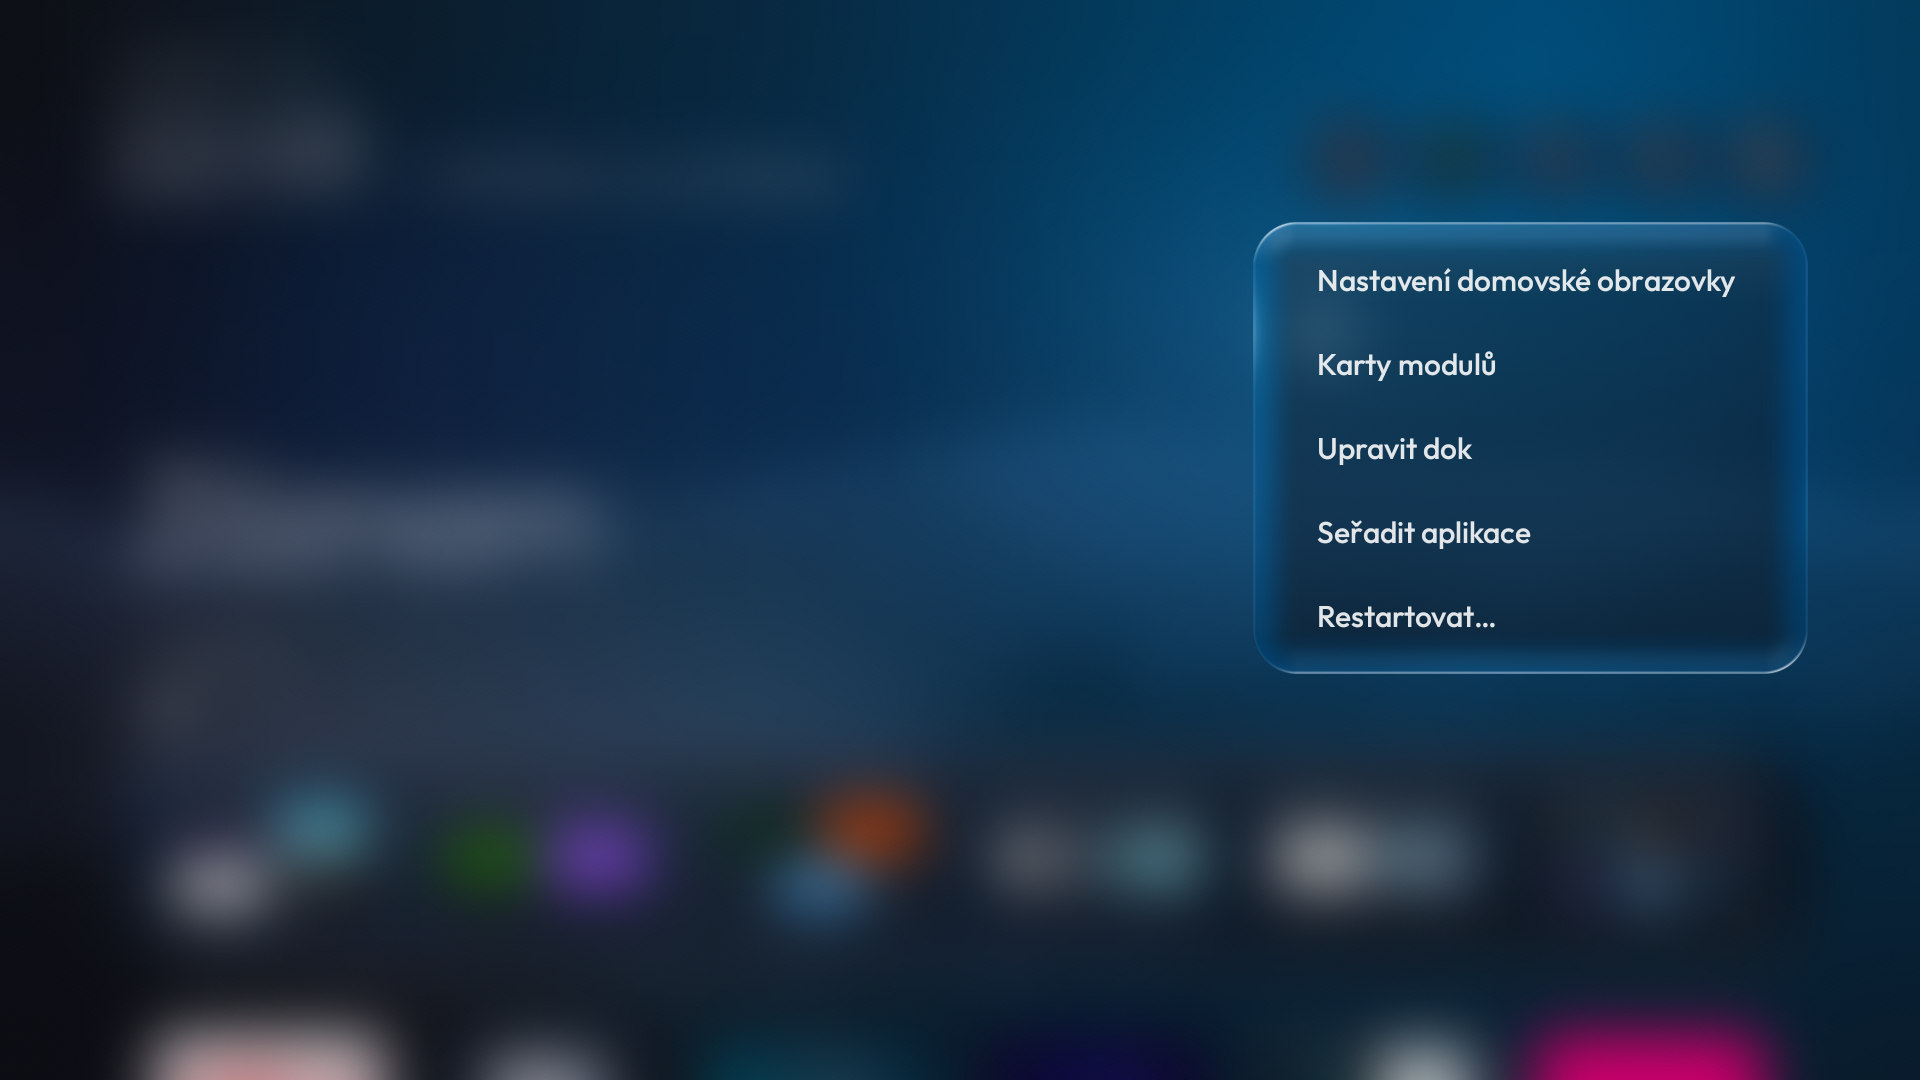 Nastavení domovské obrazovky
Karty modulů
Upravit dok
Seřadit aplikace
Restartovat...